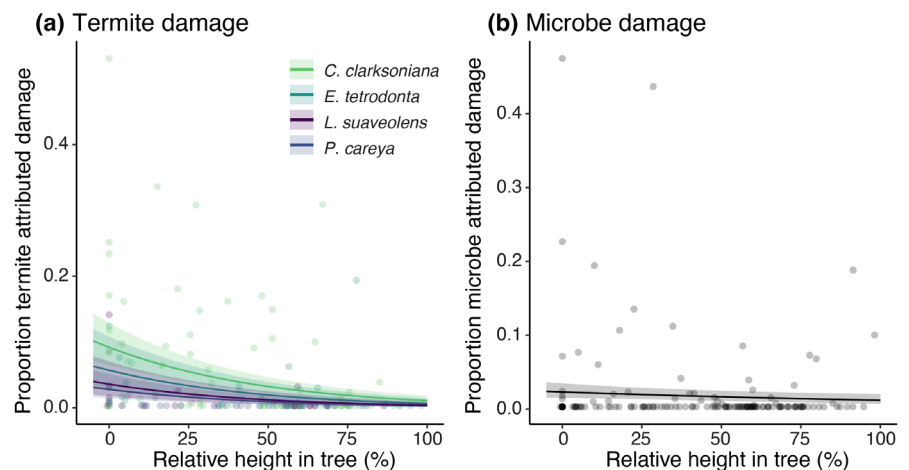 (a) Termite damage
Proportion termite attributed damage
0.4
0.2
0.0
C. clarksoniana
E. tetrodonta
L. suaveolens
P. careya
0 25 50 75 100
Relative height in tree (%)
(b) Microbe damage
Proportion microbe attributed damage
0.4
0.3
0.2
0.1
0.0
0 25 50 75 100
Relative height in tree (%)